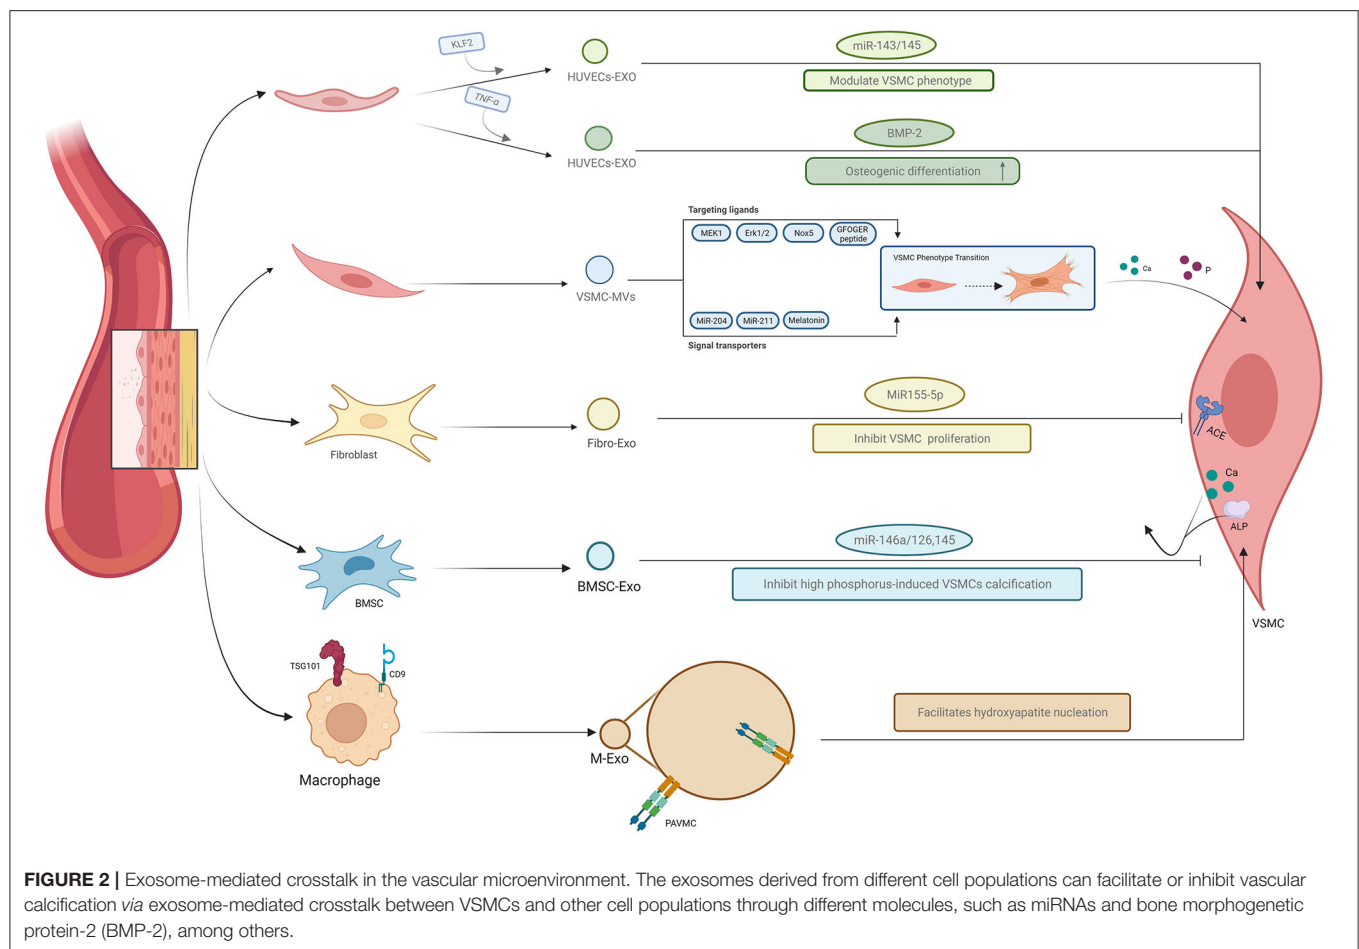 KLF2
HUVECs-EXO
miR-143/145
Modulate VSMC phenotype
TNF-α
HUVECs-EXO
BMP-2
Osteogenic differentiation
Targeting ligands
MEK1
Erk1/2
Nox5
GFOGER
peptide
VSMC-MVs
VSMC Phenotype Transition
Ca
P
MiR-204
MiR-211
Melatonin
Signal transporters
Fibroblast
Fibro-Exo
MiR155-5p
Inhibit VSMC proliferation
ACE
Ca
ALP
VSMC
BMSC
BMSC-Exo
miR-146a/126,145
Inhibit high phosphorus-induced VSMCs calcification
TSG101
CD9
Macrophage
M-Exo
PAVMC
Facilitates hydroxyapatite nucleation
FIGURE 2 | Exosome-mediated crosstalk in the vascular microenvironment. The exosomes derived from different cell populations can facilitate or inhibit vascular
calcification via exosome-mediated crosstalk between VSMCs and other cell populations through different molecules, such as miRNAs and bone morphogenetic
protein-2 (BMP-2), among others.